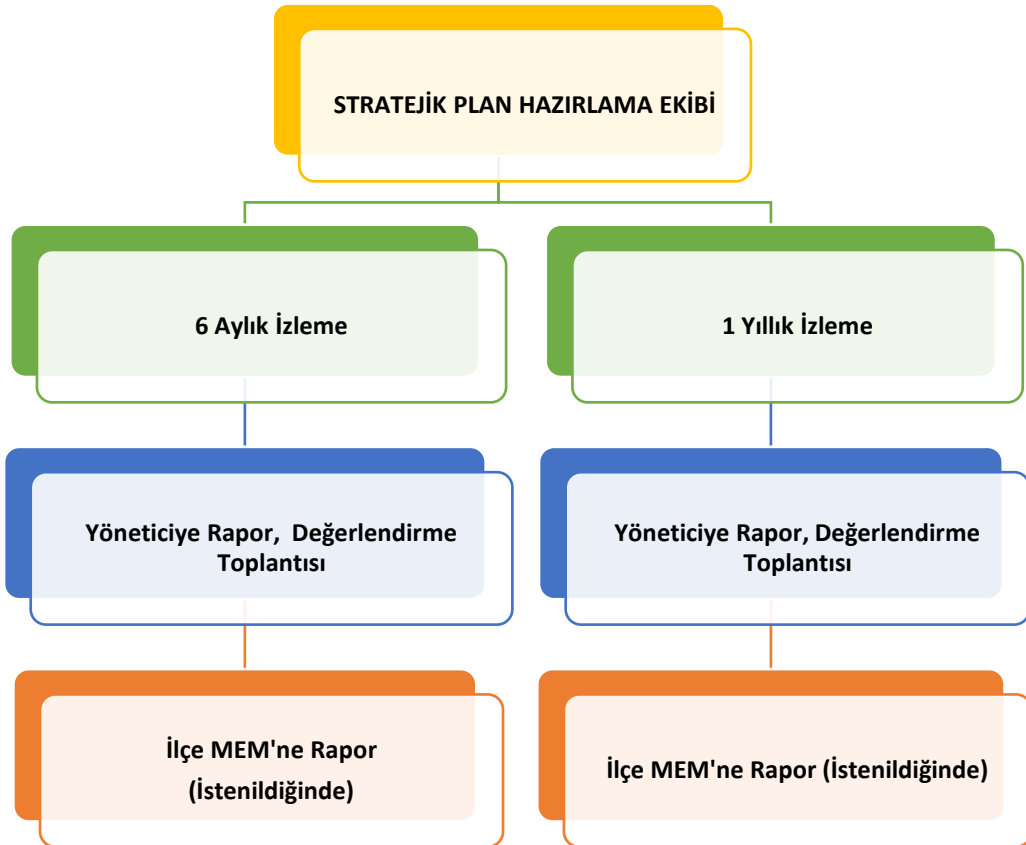 STRATEJİK PLAN HAZIRLAMA EKİBİ
6 Aylık İzleme
1 Yıllık İzleme
Yöneticiye Rapor,  Değerlendirme
Toplantısı
Yöneticiye Rapor, Değerlendirme
Toplantısı
İlçe MEM'ne Rapor
(İstenildiğinde)
İlçe MEM'ne Rapor (İstenildiğinde)